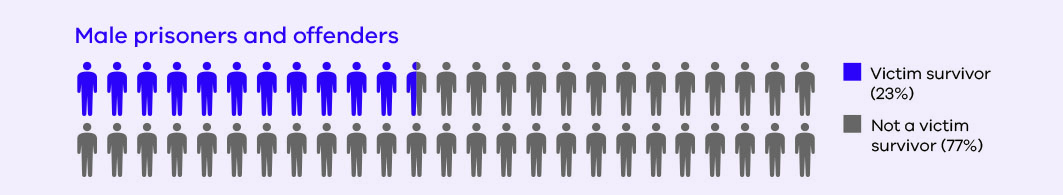 Male prisoners and offenders
Victim survivor
(23%)
Not a victim
survivor (77%)